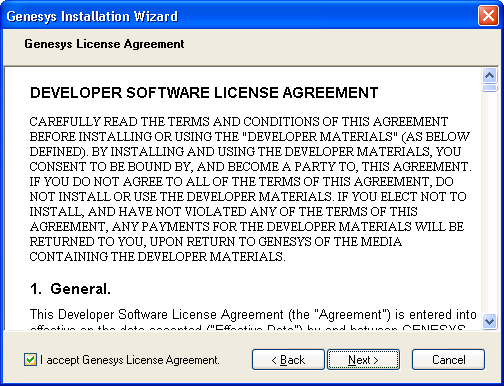 Genesys Installation Wizard
Genesys License Agreement
DEVELOPER SOFTWARE LICENSE AGREEMENT
CAREFULLY READ THE TERMS AND CONDITIONS OF THIS AGREEMENT
BEFORE INSTALLING OR USING THE "DEVELOPER MATERIALS" (AS BELOW
DEFINED). BY INSTALLING AND USING THE DEVELOPER MATERIALS, YOU
CONSENT TO BE BOUND BY, AND BECOME A PARTY TO, THIS AGREEMENT.
IF YOU DO NOT AGREE TO ALL OF THE TERMS OF THIS AGREEMENT, DO
NOT INSTALL OR USE THE DEVELOPER MATERIALS. IF YOU ELECT NOT TO
INSTALL, AND HAVE NOT VIOLATED ANY OF THE TERMS OF THIS
AGREEMENT, ANY PAYMENTS FOR THE DEVELOPER MATERIALS WILL BE
RETURNED TO YOU, UPON RETURN TO GENESYS OF THE MEDIA
CONTAINING THE DEVELOPER MATERIALS.
1. General.
This Developer Software License Agreement (the "Agreement") is entered into
effective on the date accepted ("Effective Date") by and between GENESYS
I accept Genesys License Agreement.
< Back
Next >
Cancel